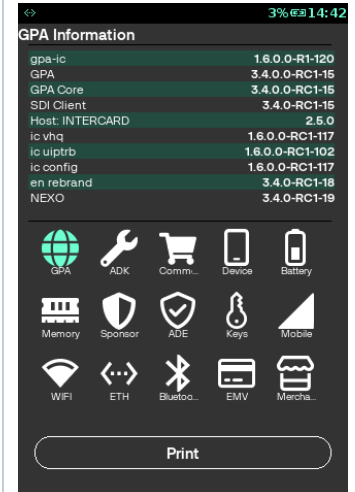 3% 14:42
GPA Information
gpa-ic 1.6.0.0-R1-120
GPA 3.4.0-RC1-15
GPA Core 3.4.0-RC1-15
SDI Client 3.4.0-RC1-15
Host: INTERCARD 2.5.0
ic vhq 1.6.0.0-RC1-117
ic uiptrb 1.6.0.0-RC1-102
ic config 1.6.0.0-RC1-117
en rebrand 3.4.0-RC1-18
NEXO 3.4.0-RC1-19
GPA ADK Comm... Device Battery
Memory Sponsor ADE Keys Mobile
WIFI ETH Bluetoo... EMV Mercha...
Print